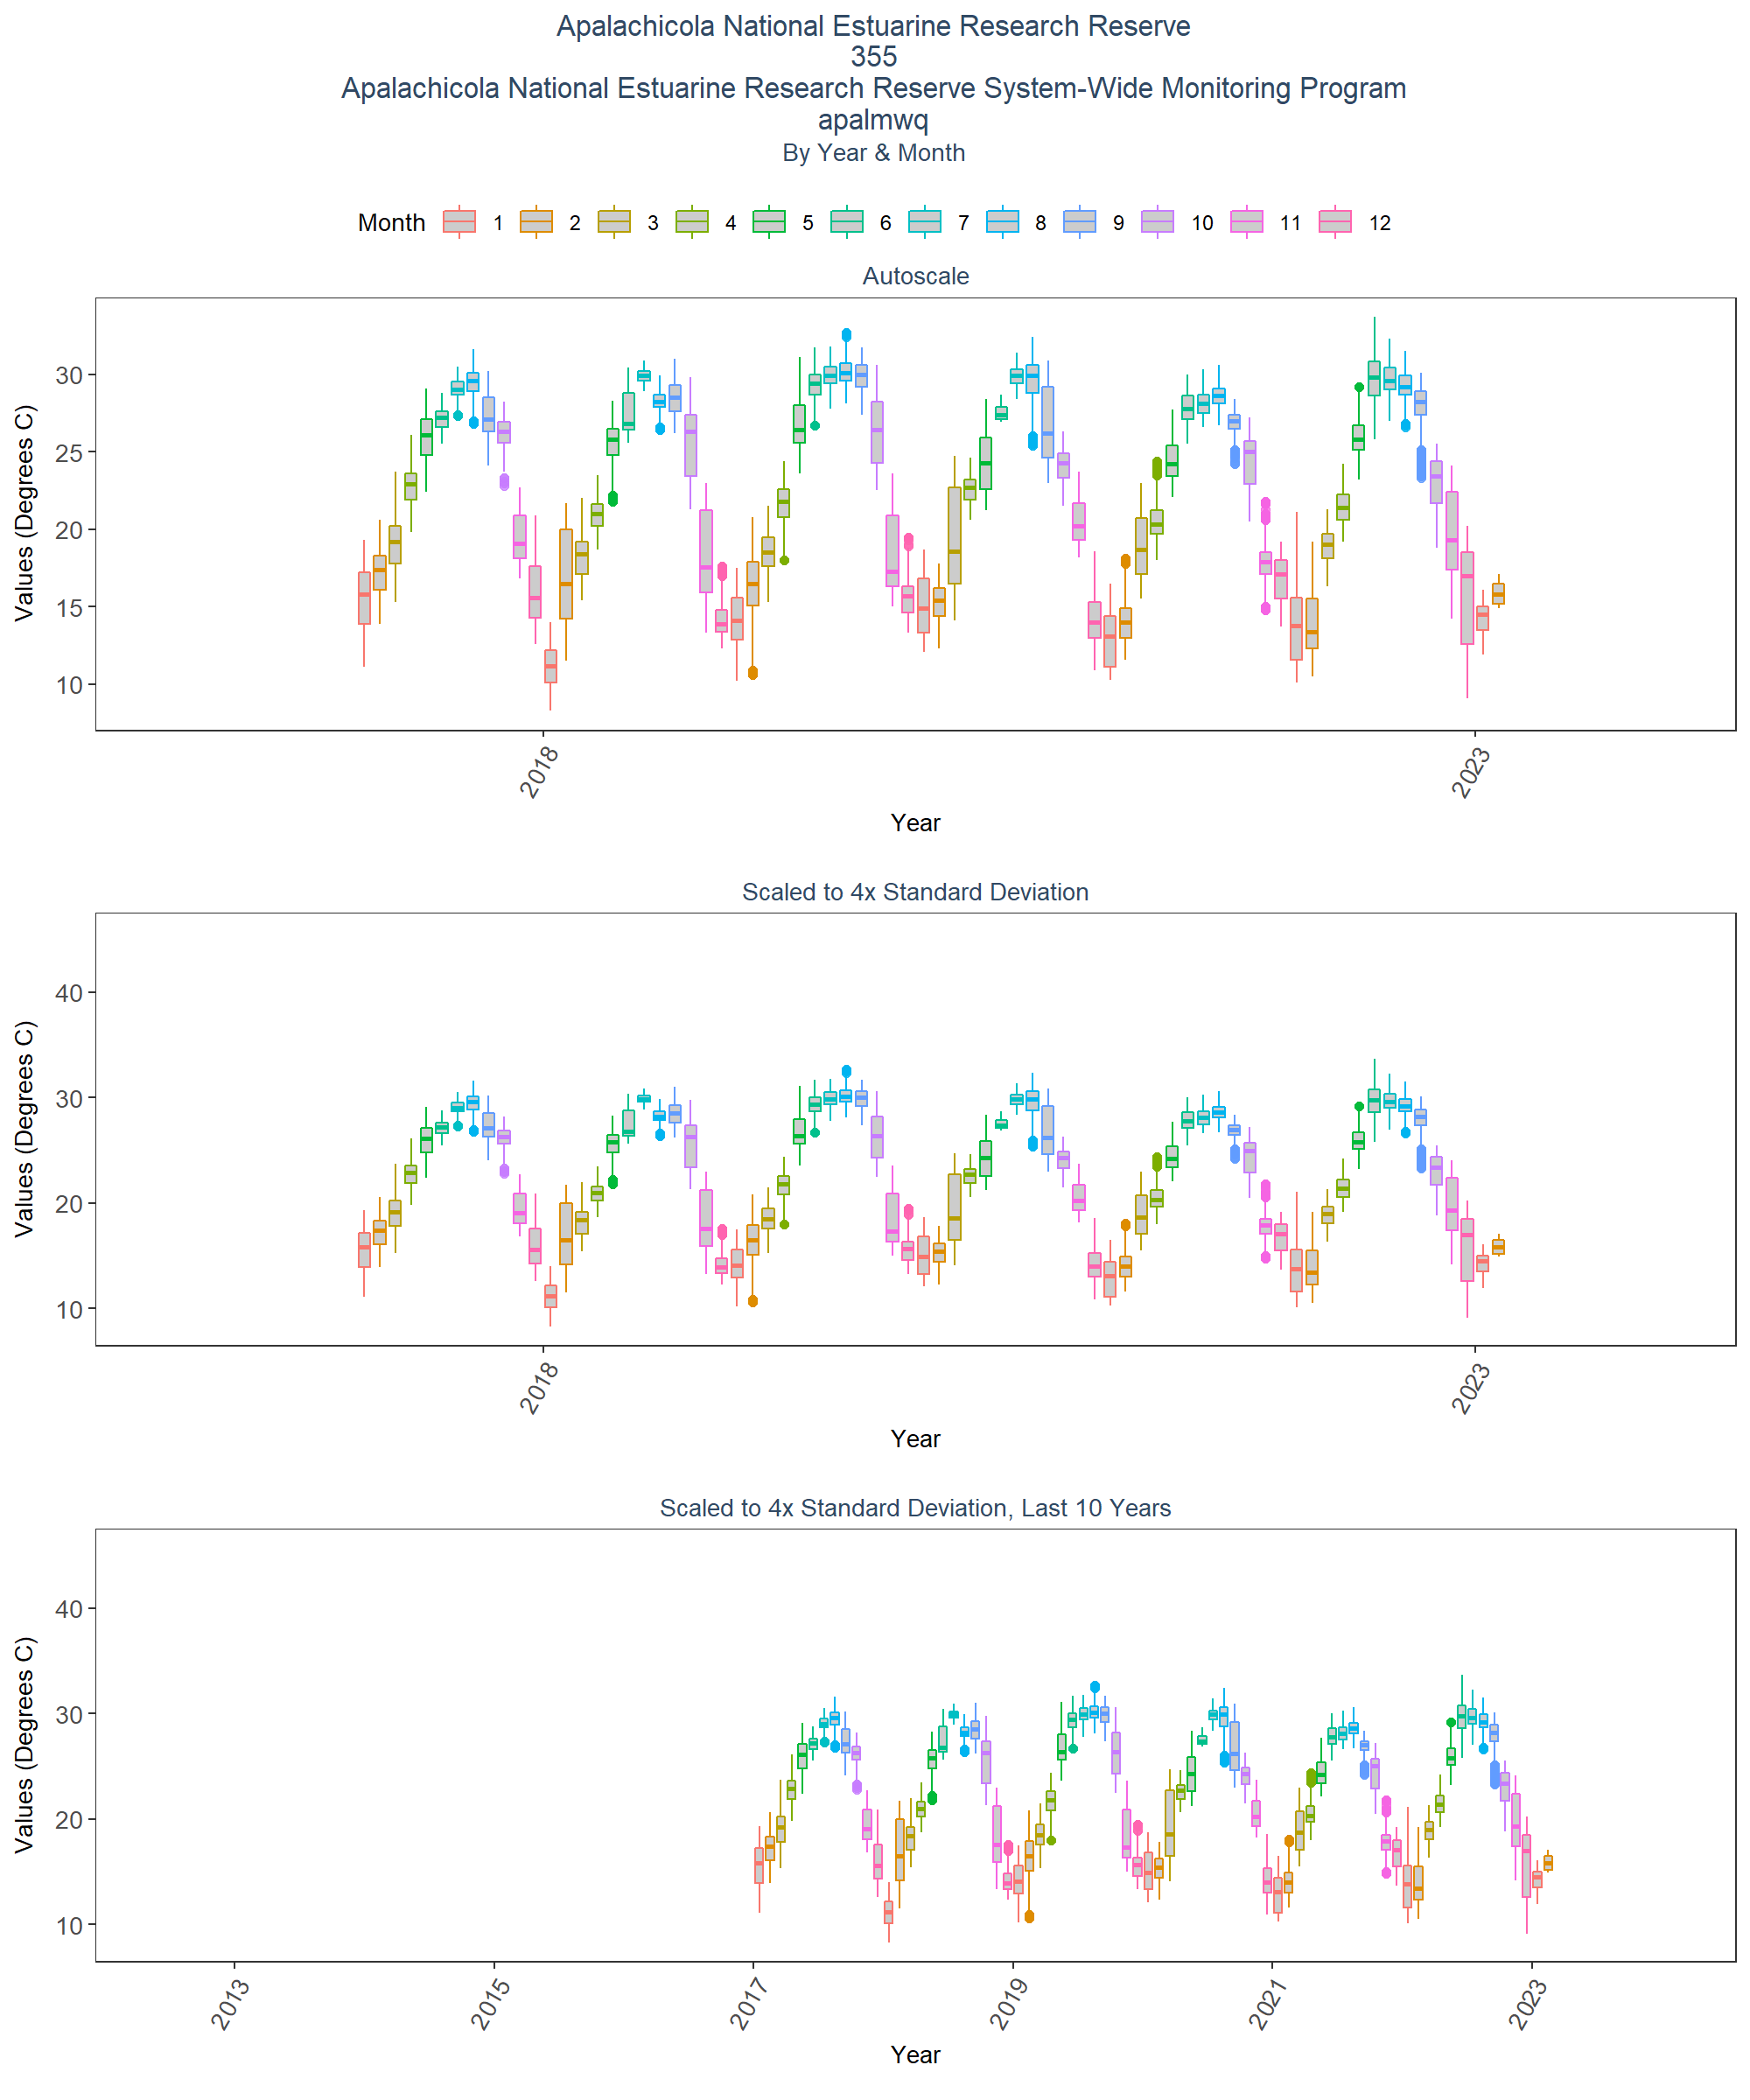 Apalachicola National Estuarine Research Reserve
355
Apalachicola National Estuarine Research Reserve System-Wide Monitoring Program
apalmwq
By Year & Month
Month 1 2 3 4 5 6 7 8 9 10 11 12
Autoscale
Values (Degrees C)
30
25
20
15
10
2018 2023
Year
Scaled to 4x Standard Deviation
Values (Degrees C)
40
30
20
10
2018 2023
Year
Scaled to 4x Standard Deviation, Last 10 Years
Values (Degrees C)
40
30
20
10
2013 2015 2017 2019 2021 2023
Year